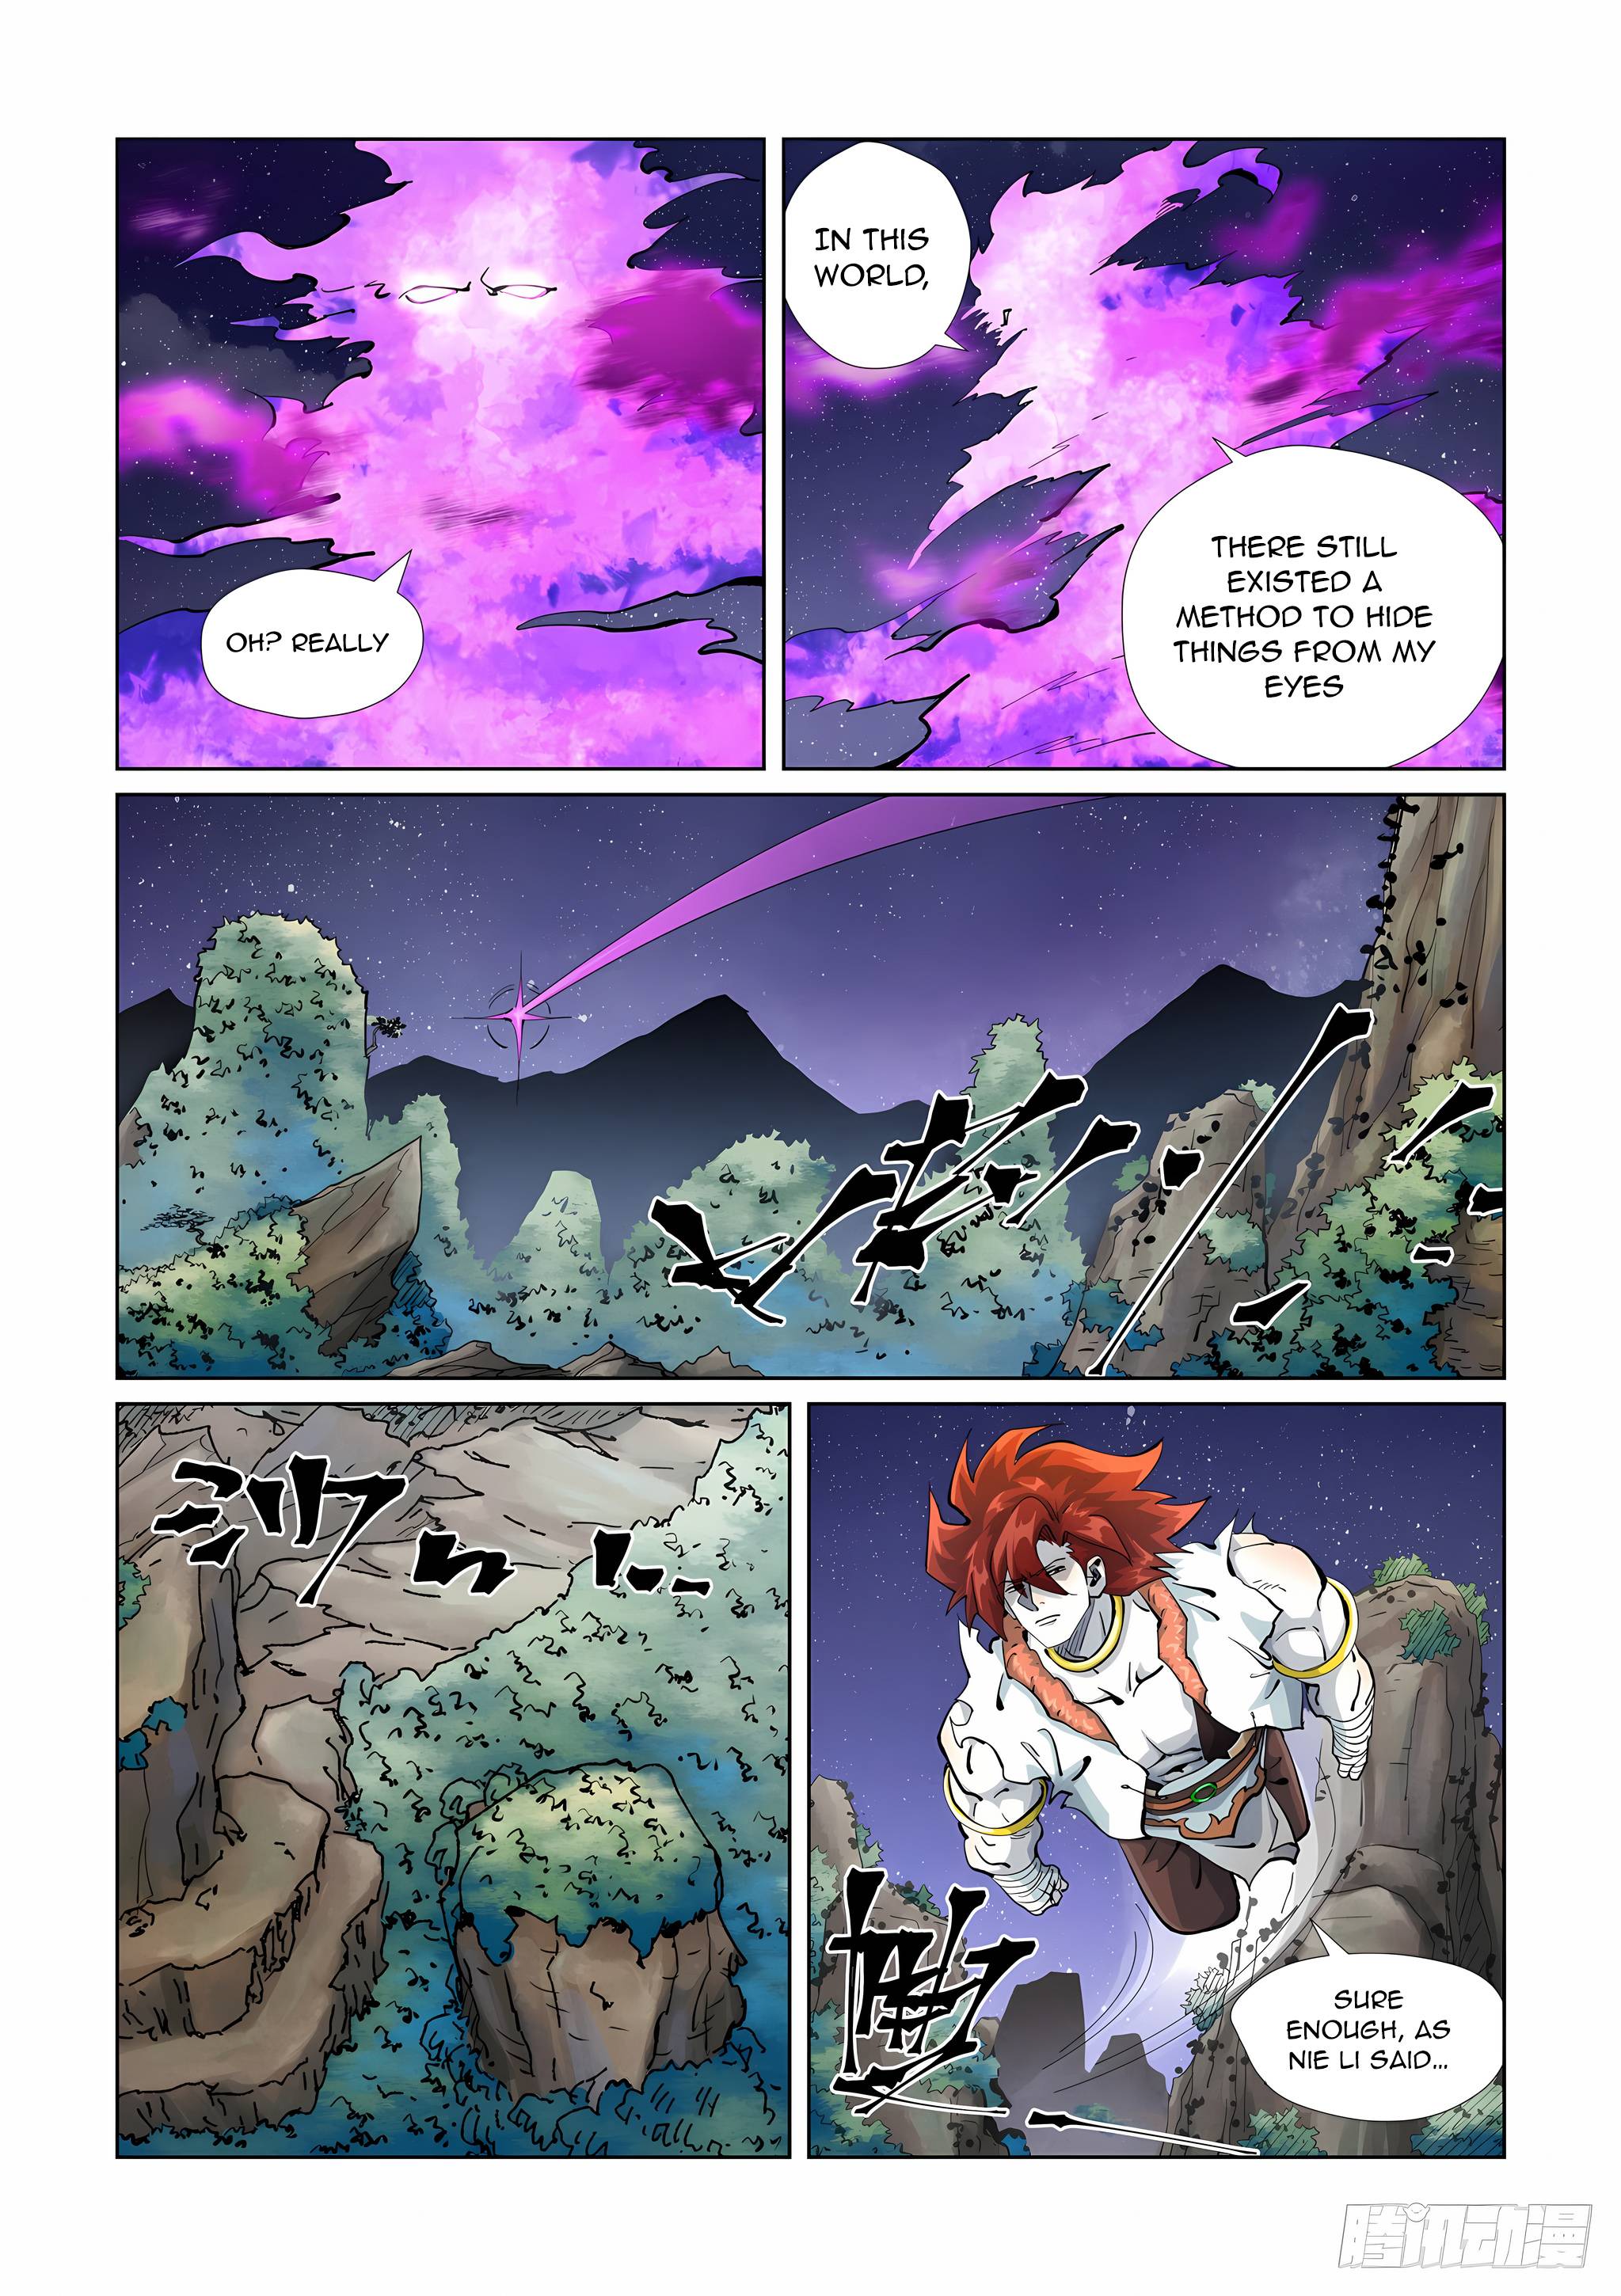 OH? REALLY
IN THIS
WORLD,
THERE STILL
EXISTED A
METHOD TO HIDE
THINGS FROM MY
EYES
SURE
ENOUGH, AS
NIE LI SAID...
腾讯动漫